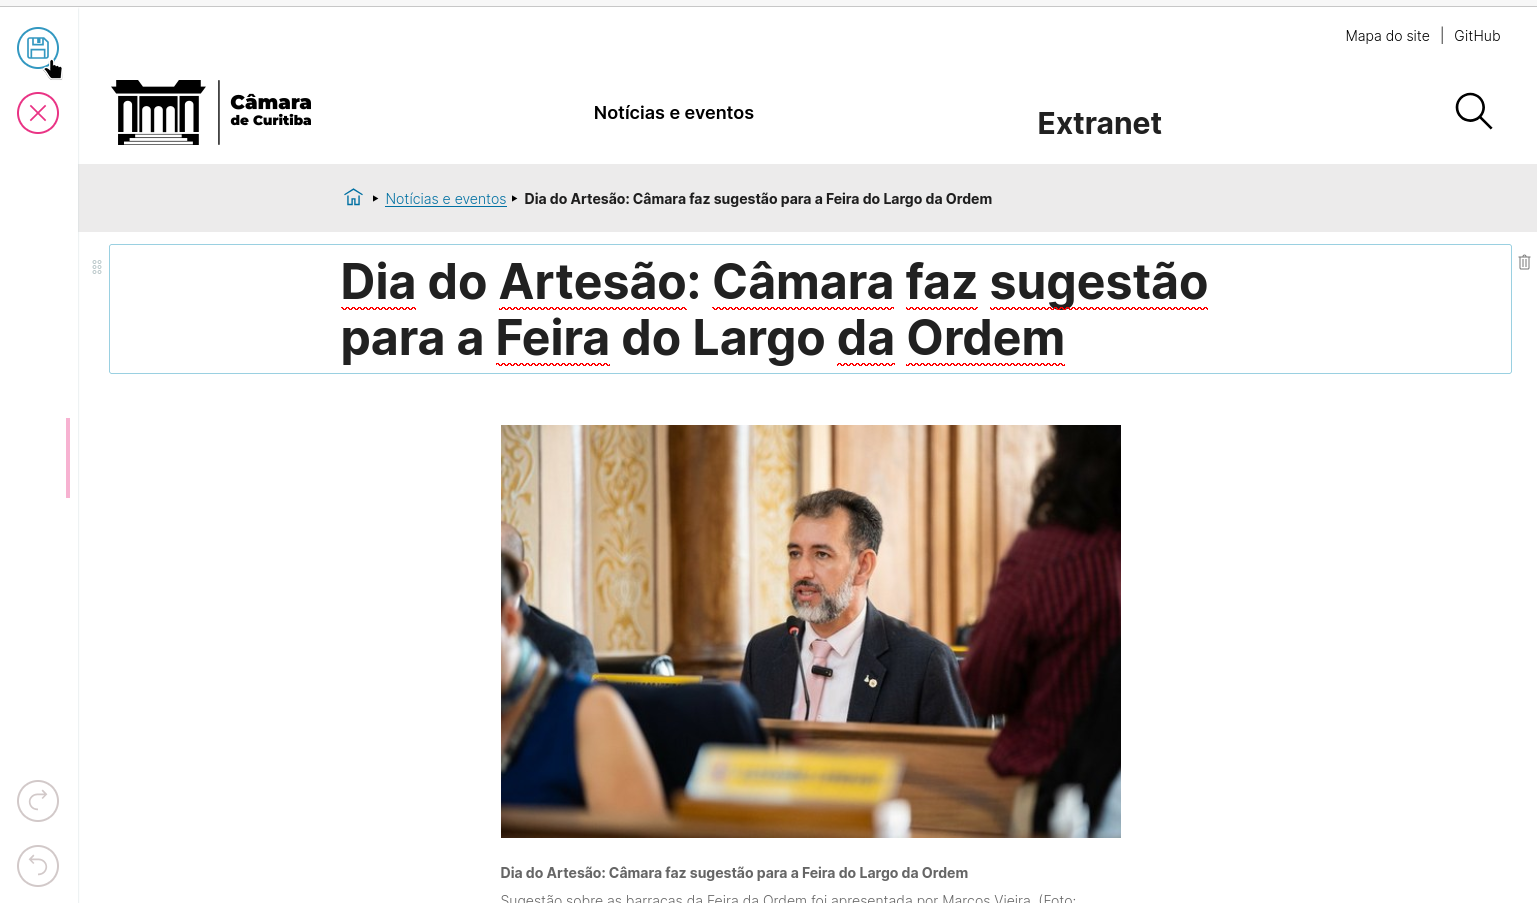 Mapa do site | GitHub
Câmara
de Curitiba
Notícias e eventos
Extranet
Notícias e eventos
Dia do Artesão: Câmara faz sugestão para a Feira do Largo da Ordem
Dia do Artesão: Câmara faz sugestão
para a Feira do Largo da Ordem
Dia do Artesão: Câmara faz sugestão para a Feira do Largo da Ordem
Sugestão sobre as barracas da Feira da Ordem foi apresentada por Marcos Vieira. (Foto: